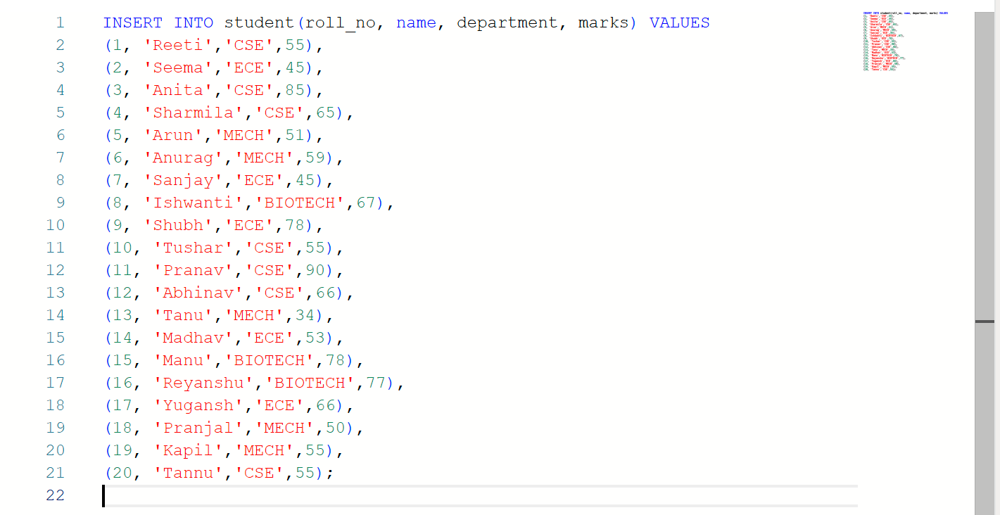 1 INSERT INTO student(roll_no, name, department, marks) VALUES
2 (1, 'Reeti','CSE',55),
3 (2, 'Seema','ECE',45),
4 (3, 'Anita','CSE',85),
5 (4, 'Sharmila','CSE',65),
6 (5, 'Arun','MECH',51),
7 (6, 'Anurag','MECH',59),
8 (7, 'Sanjay','ECE',45),
9 (8, 'Ishwanti','BIOTECH',67),
10 (9, 'Shubh','ECE',78),
11 (10, 'Tushar','CSE',55),
12 (11, 'Pranav','CSE',90),
13 (12, 'Abhinav','CSE',66),
14 (13, 'Tanu','MECH',34),
15 (14, 'Madhav','ECE',53),
16 (15, 'Manu','BIOTECH',78),
17 (16, 'Reyanshu','BIOTECH',77),
18 (17, 'Yugansh','ECE',66),
19 (18, 'Pranjal','MECH',50),
20 (19, 'Kapil','MECH',55),
21 (20, 'Tannu','CSE',55);
22